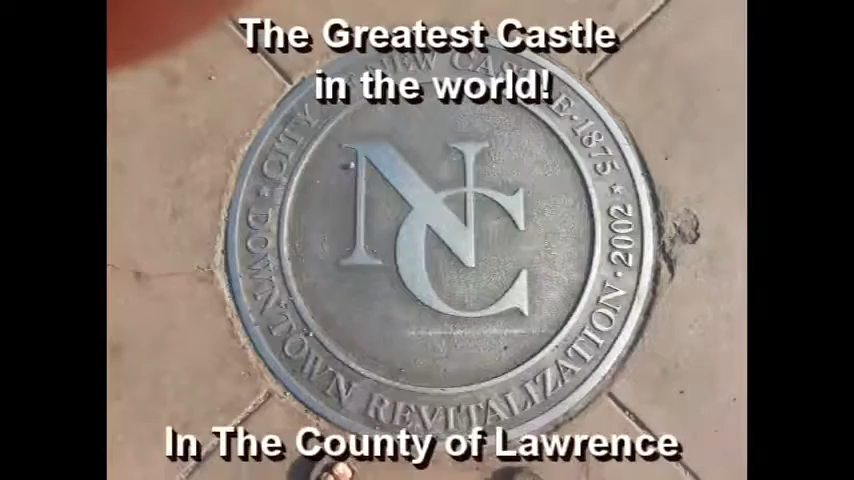 The Greatest Castle
in the world!
CITY OF NEW CASTLE · 1875
NC
DOWNTOWN REVITALIZATION · 2002
In The County of Lawrence